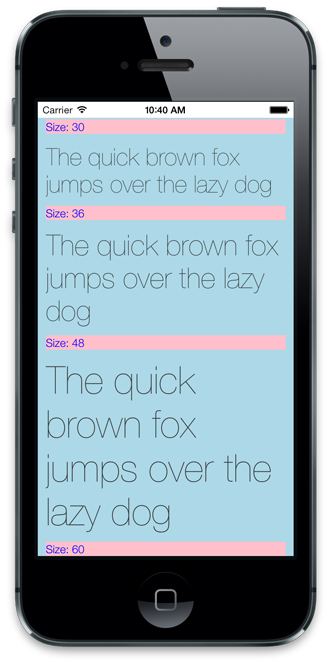 Carrier 10:40 AM
Size: 30
The quick brown fox
jumps over the lazy dog
Size: 36
The quick brown fox
jumps over the lazy
dog
Size: 48
The quick
brown fox
jumps over the
lazy dog
Size: 60